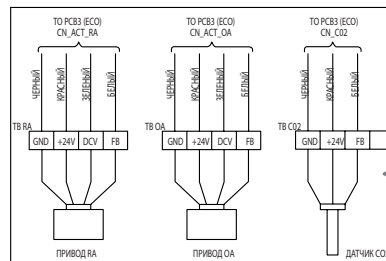 TO PCB3 (ECO) TO PCB3 (ECO) TO PCB3 (ECO)
CN_ACT_RA CN_ACT_OA CN_C02
ЧЕРНЫЙ КРАСНЫЙ ЗЕЛЕНЫЙ БЕЛЫЙ ЧЕРНЫЙ КРАСНЫЙ ЗЕЛЕНЫЙ БЕЛЫЙ ЧЕРНЫЙ КРАСНЫЙ БЕЛЫЙ
TB RA TB OA TB C02
GND +24V DCV FB GND +24V DCV FB GND +24V FB
ПРИВОД RA ПРИВОД OA ДАТЧИК CO